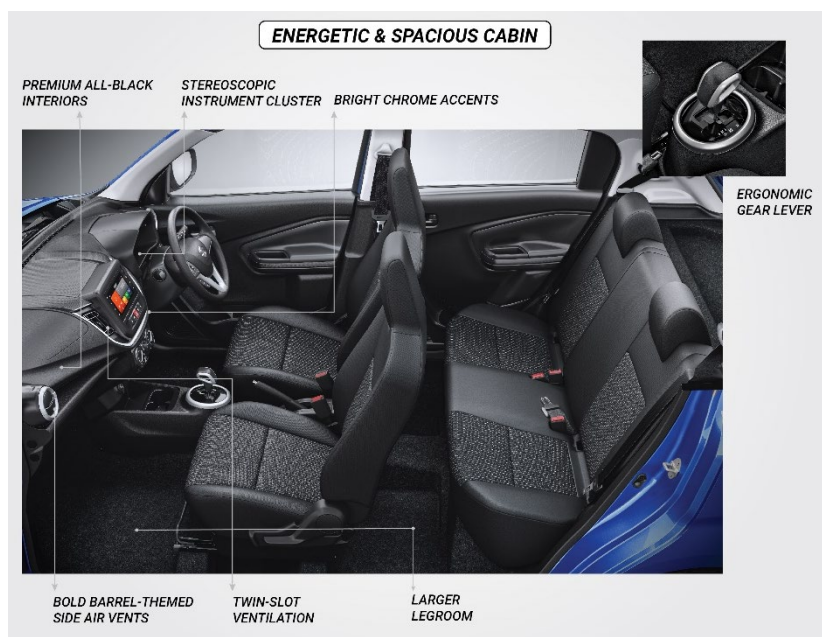 ENERGETIC & SPACIOUS CABIN
PREMIUM ALL-BLACK
INTERIORS
STEREOSCOPIC
INSTRUMENT CLUSTER
BRIGHT CHROME ACCENTS
ERGONOMIC
GEAR LEVER
BOLD BARREL-THEMED
SIDE AIR VENTS
TWIN-SLOT
VENTILATION
LARGER
LEGROOM